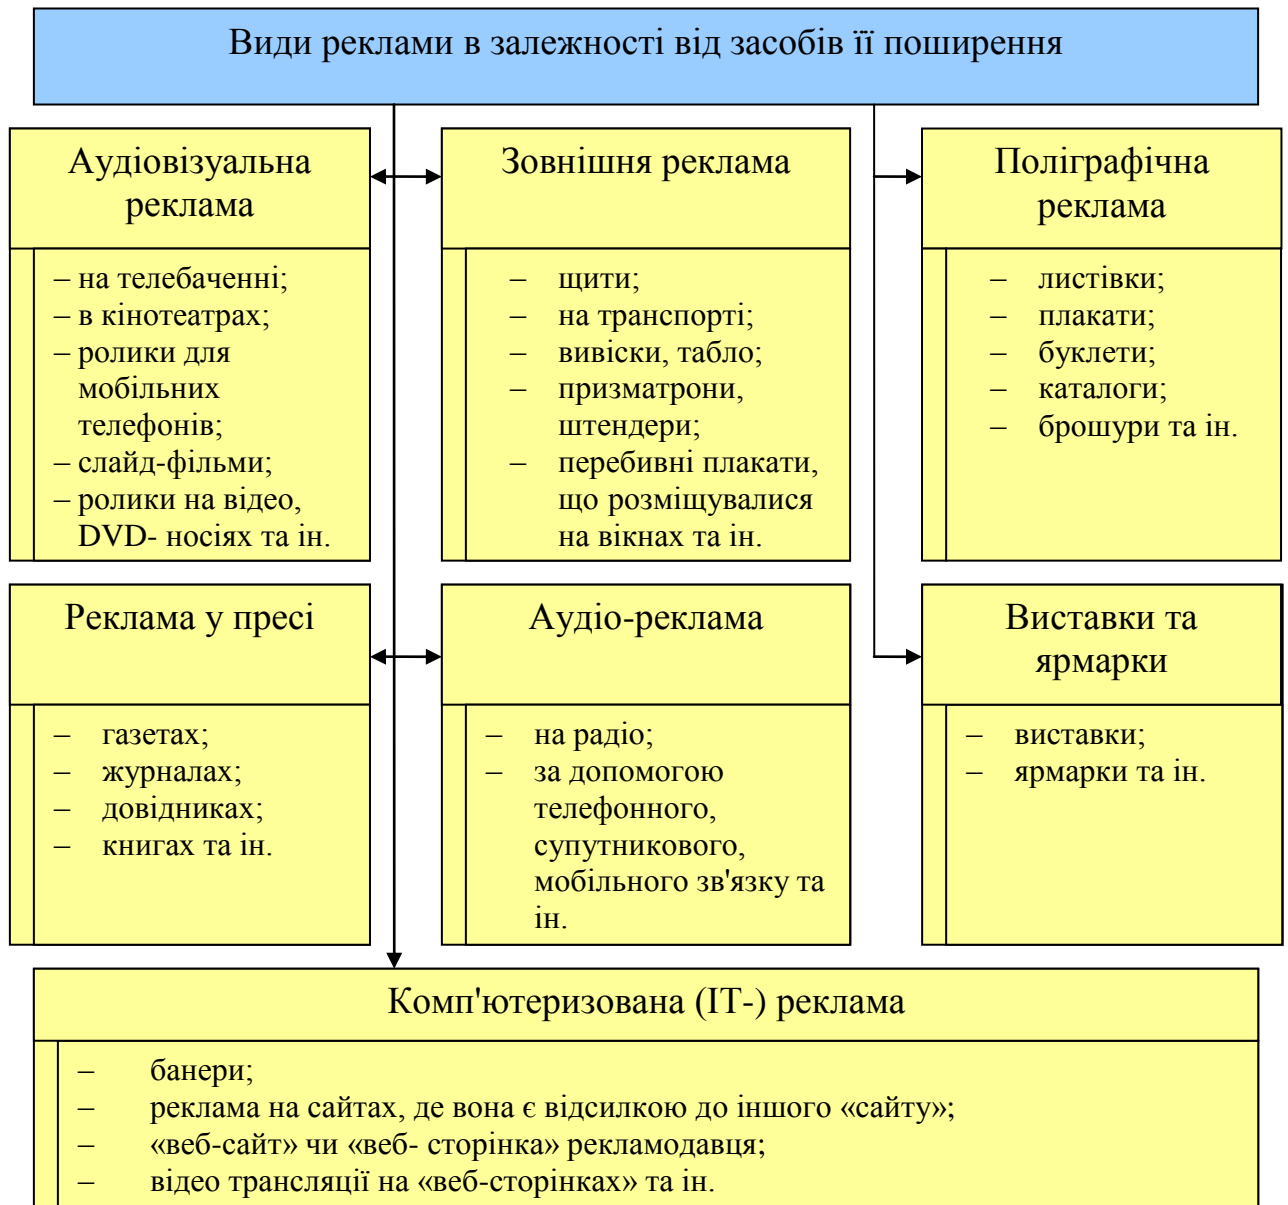 Види реклами в залежності від засобів її поширення
Аудіовізуальна
реклама
– на телебаченні;
– в кінотеатрах;
– ролики для
мобільних
телефонів;
– слайд-фільми;
– ролики на відео,
DVD- носіях та ін.
Зовнішня реклама
– щити;
– на транспорті;
– вивіски, табло;
– призматрони,
штендери;
– перебивні плакати,
що розміщувалися
на вікнах та ін.
Поліграфічна
реклама
– листівки;
– плакати;
– буклети;
– каталоги;
– брошури та ін.
Реклама у пресі
– газетах;
– журналах;
– довідниках;
– книгах та ін.
Аудіо-реклама
– на радіо;
– за допомогою
телефонного,
супутникового,
мобільного зв'язку та
ін.
Виставки та
ярмарки
– виставки;
– ярмарки та ін.
Комп'ютеризована (ІТ-) реклама
– банери;
– реклама на сайтах, де вона є відсилкою до іншого «сайту»;
– «веб-сайт» чи «веб- сторінка» рекламодавця;
– відео трансляції на «веб-сторінках» та ін.